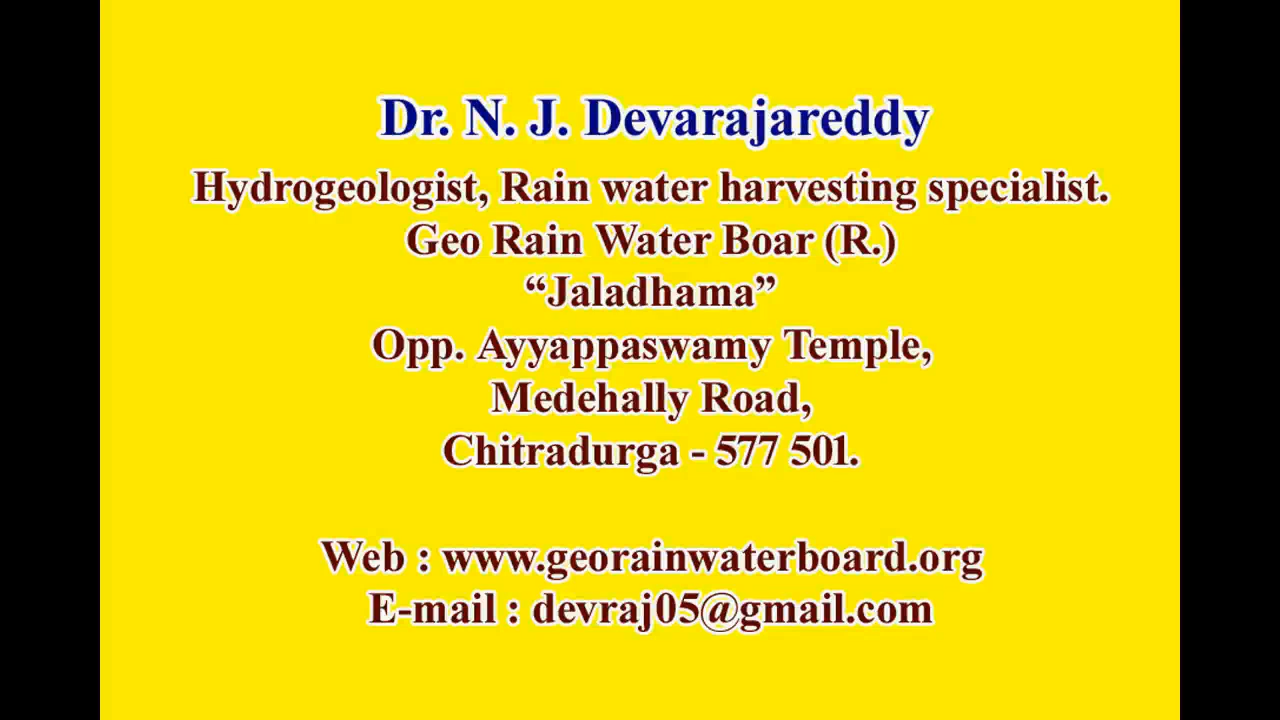 Dr. N. J. Devarajareddy
Hydrogeologist, Rain water harvesting specialist.
Geo Rain Water Boar (R.)
“Jaladhama”
Opp. Ayyappaswamy Temple,
Medehally Road,
Chitradurga - 577 501.
Web : www.georainwaterboard.org
E-mail : devraj05@gmail.com